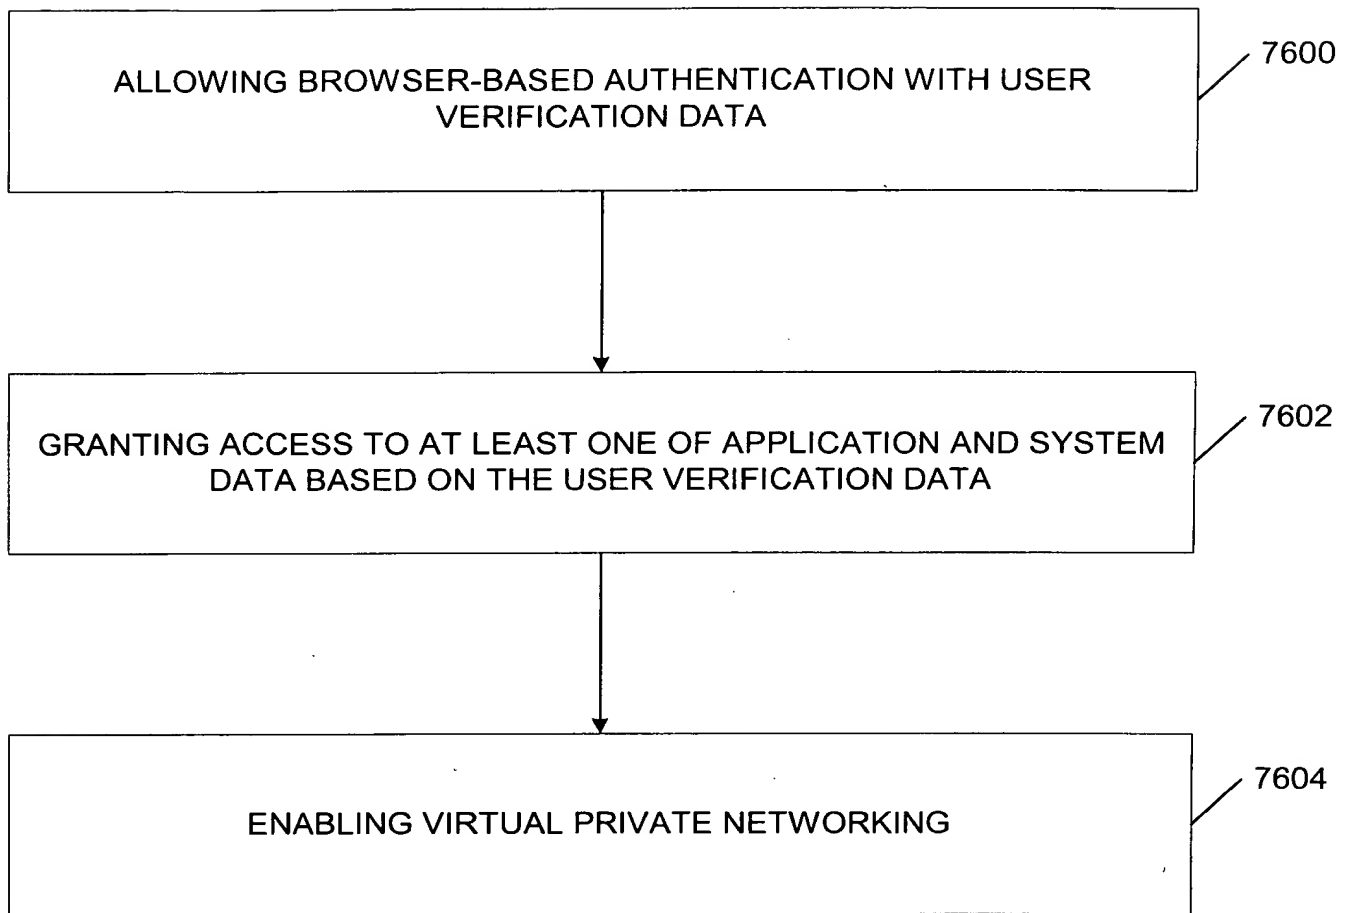 ALLOWING BROWSER-BASED AUTHENTICATION WITH USER
VERIFICATION DATA
7600
GRANTING ACCESS TO AT LEAST ONE OF APPLICATION AND SYSTEM
DATA BASED ON THE USER VERIFICATION DATA
7602
ENABLING VIRTUAL PRIVATE NETWORKING
7604